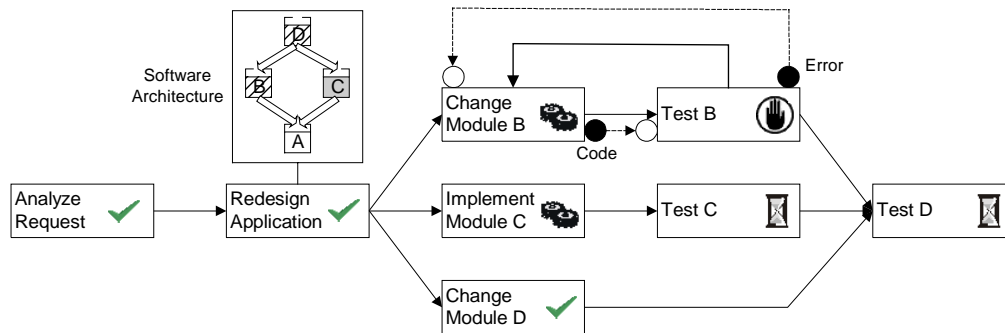 D
Software
Architecture
B
C
A
Error
Change
Module B
Test B
Code
Analyze
Request
Redesign
Application
Implement
Module C
Test C
Test D
Change
Module D